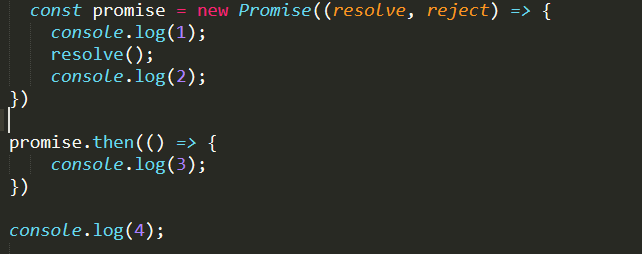 const promise = new Promise((resolve, reject) => {
console.log(1);
resolve();
console.log(2);
})
promise.then(() => {
console.log(3);
})
console.log(4);